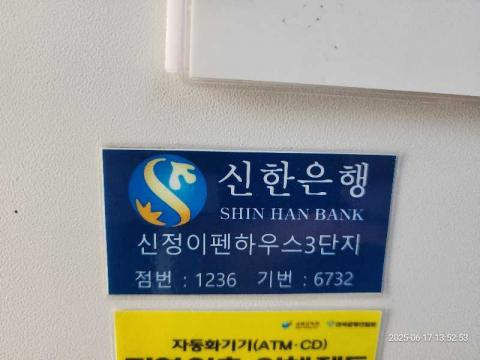 신한은행
SHIN HAN BANK
신정이펜하우스3단지
점번 : 1236 기번 : 6732
자동화기기(ATM·CD)
2025-06-17 13:52:53